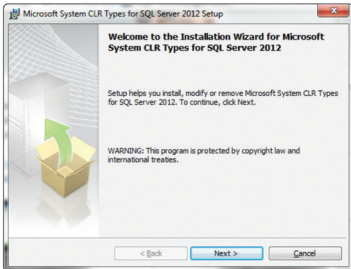 Microsoft System CLR Types for SQL Server 2012 Setup
Welcome to the Installation Wizard for Microsoft
System CLR Types for SQL Server 2012
Setup helps you install, modify or remove Microsoft System CLR Types
for SQL Server 2012. To continue, click Next.
WARNING: This program is protected by copyright law and
international treaties.
< Back
Next >
Cancel